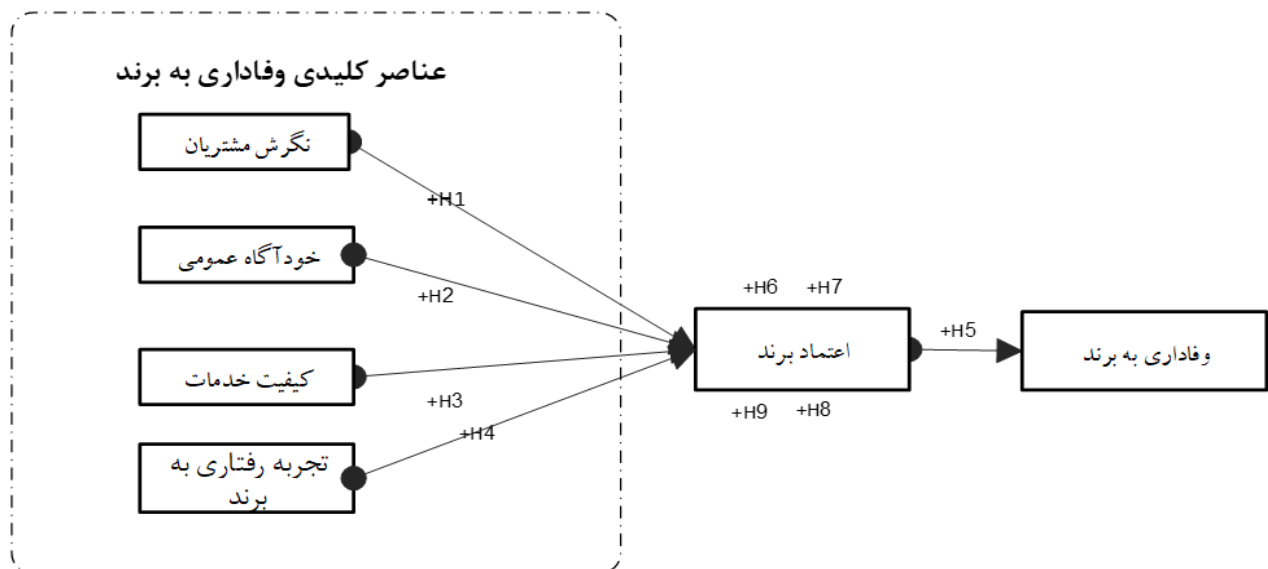 عناصر کلیدی وفاداری به برند
نگرش مشتریان
+H1
خودآگاه عمومی
+H2
+H6 +H7
اعتماد برند
+H5
وفاداری به برند
کیفیت خدمات
+H3
+H9 +H8
+H4
تجربه رفتاری به
برند